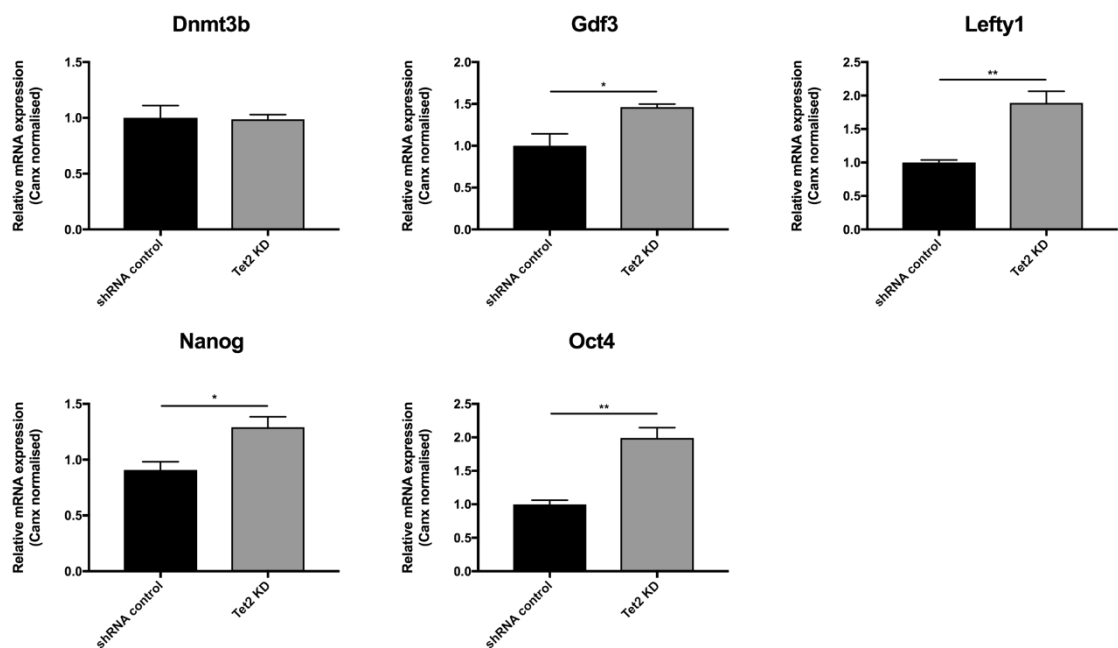 Dnmt3b
Relative mRNA expression
(Canx normalised)
1.5
1.0
0.5
0.0
shRNA control
Tet2 KD
Gdf3
Relative mRNA expression
(Canx normalised)
2.0
1.5
1.0
0.5
0.0
*
shRNA control
Tet2 KD
Lefty1
Relative mRNA expression
(Canx normalised)
2.5
2.0
1.5
1.0
0.5
0.0
**
shRNA control
Tet2 KD
Nanog
Relative mRNA expression
(Canx normalised)
1.5
1.0
0.5
0.0
*
shRNA control
Tet2 KD
Oct4
Relative mRNA expression
(Canx normalised)
2.5
2.0
1.5
1.0
0.5
0.0
**
shRNA control
Tet2 KD